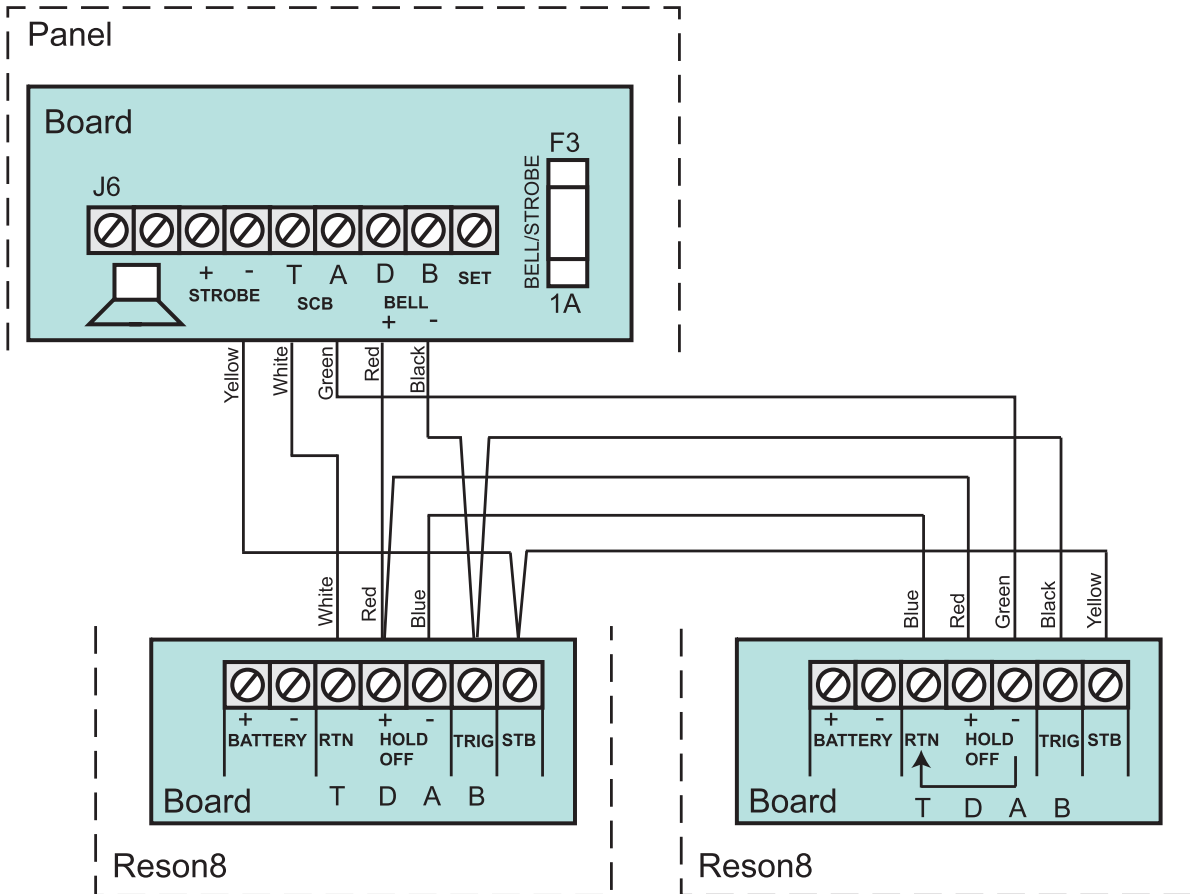 Panel
Board
F3
J6
BELL/STROBE
+ - T A D B SET
STROBE SCB BELL
+ -
1A
Yellow White Green Red Black
White Red Blue
Blue Red Green Black Yellow
+ - + -
BATTERY RTN HOLD OFF TRIG STB
T D A B
Board
Reson8
+ - + -
BATTERY RTN HOLD OFF TRIG STB
T D A B
Board
Reson8